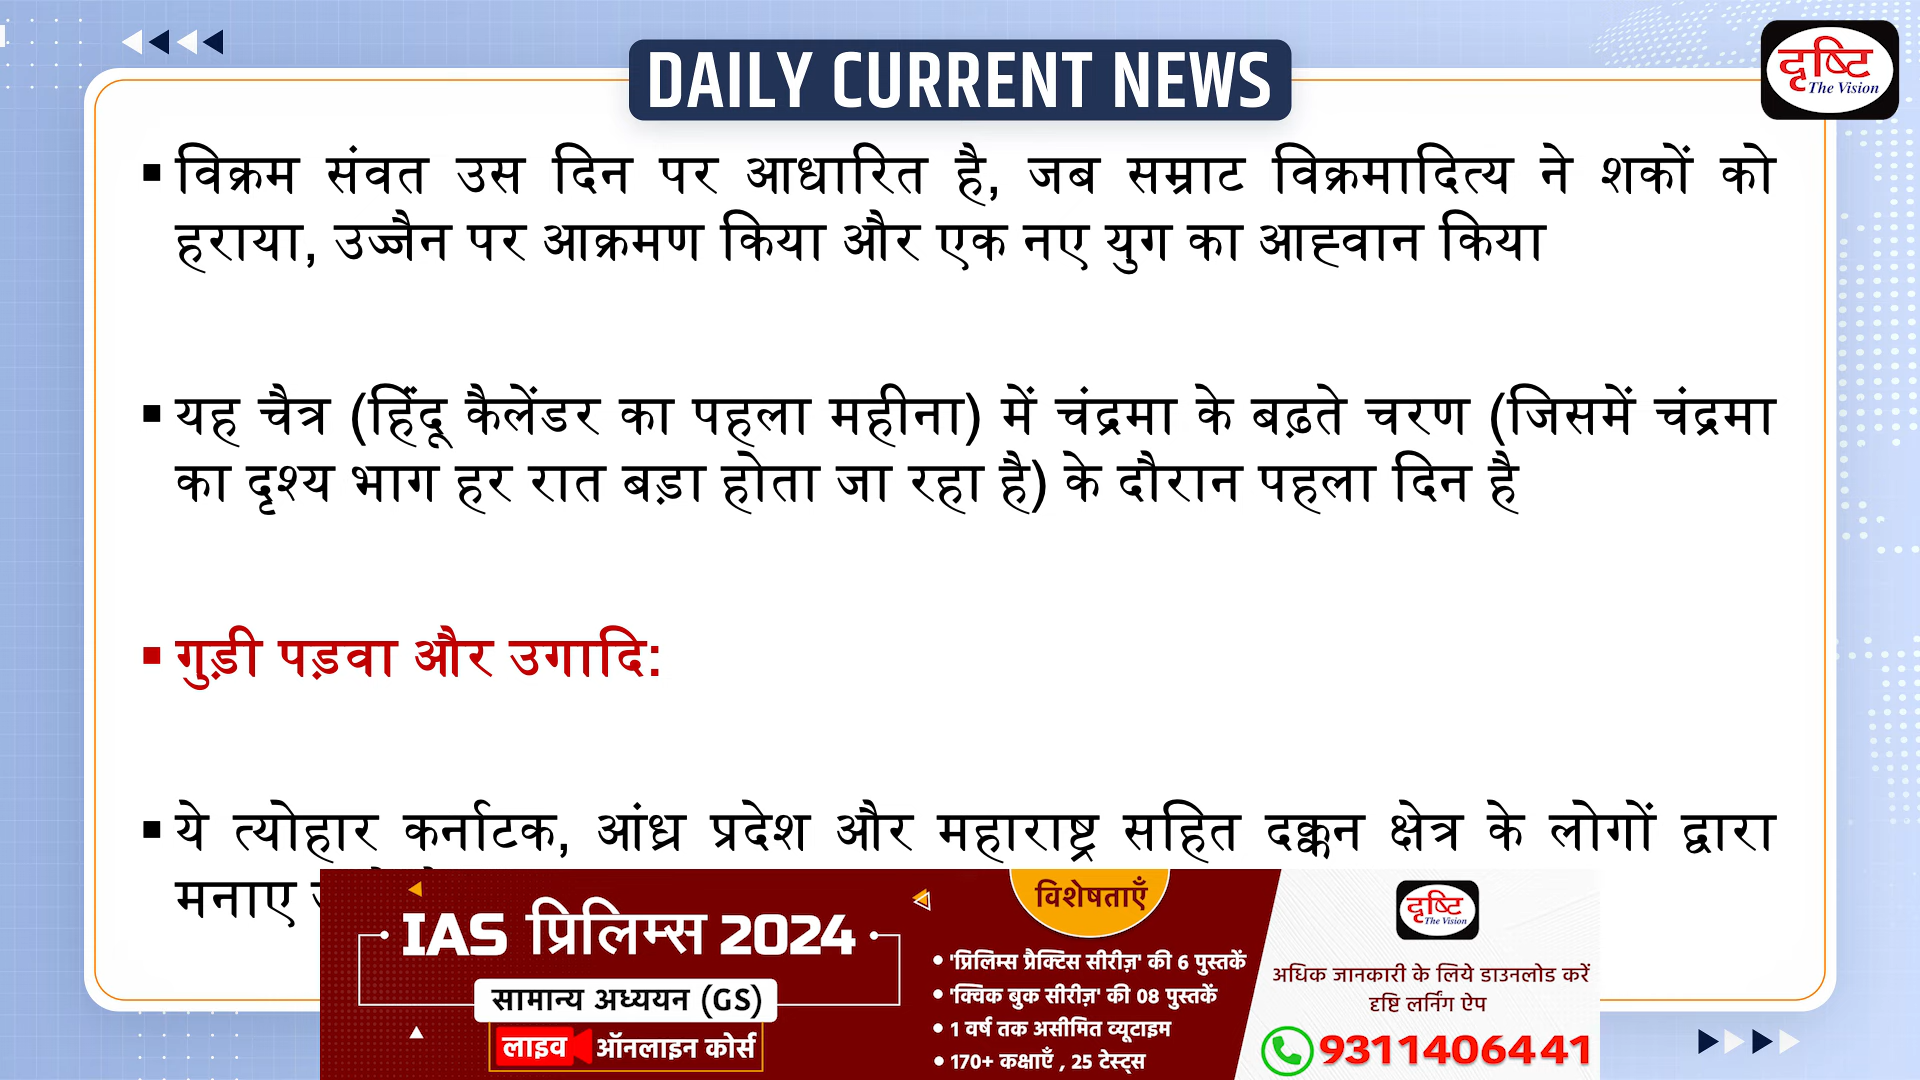 DAILY CURRENT NEWS
दृष्टि
The Vision
▪ विक्रम संवत उस दिन पर आधारित है, जब सम्राट विक्रमादित्य ने शकों को
हराया, उज्जैन पर आक्रमण किया और एक नए युग का आह्वान किया
▪ यह चैत्र (हिंदू कैलेंडर का पहला महीना) में चंद्रमा के बढ़ते चरण (जिसमें चंद्रमा
का दृश्य भाग हर रात बड़ा होता जा रहा है) के दौरान पहला दिन है
▪ गुड़ी पड़वा और उगादि:
▪ ये त्योहार कर्नाटक, आंध्र प्रदेश और महाराष्ट्र सहित दक्कन क्षेत्र के लोगों द्वारा
मनाए
IAS प्रिलिम्स 2024
सामान्य अध्ययन (GS)
लाइव ऑनलाइन कोर्स
विशेषताएँ
• 'प्रिलिम्स प्रैक्टिस सीरीज़' की 6 पुस्तकें
• 'क्विक बुक सीरीज़' की 08 पुस्तकें
• 1 वर्ष तक असीमित व्यूटाइम
• 170+ कक्षाएँ , 25 टेस्ट्स
दृष्टि
The Vision
अधिक जानकारी के लिये डाउनलोड करें
दृष्टि लर्निंग ऐप
9311406441